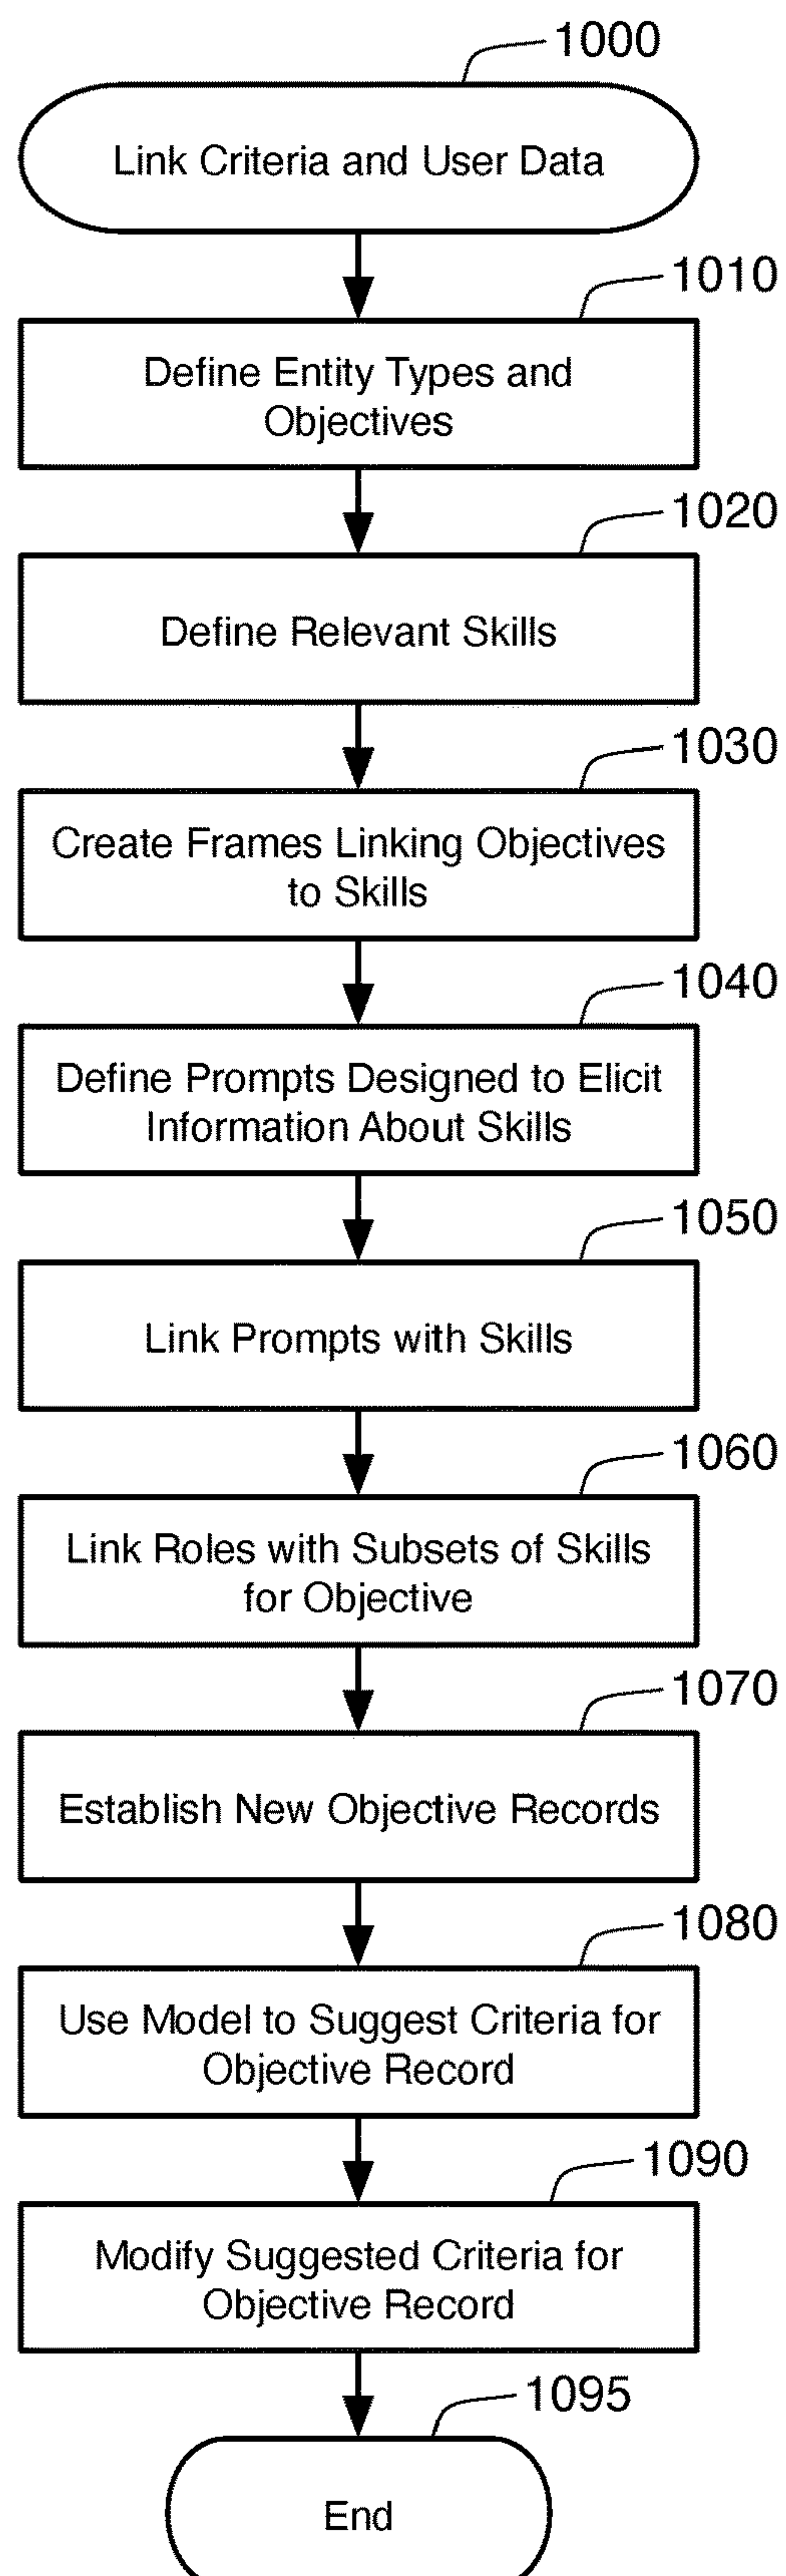 1000
Link Criteria and User Data
1010
Define Entity Types and
Objectives
1020
Define Relevant Skills
1030
Create Frames Linking Objectives
to Skills
1040
Define Prompts Designed to Elicit
Information About Skills
1050
Link Prompts with Skills
1060
Link Roles with Subsets of Skills
for Objective
1070
Establish New Objective Records
1080
Use Model to Suggest Criteria for
Objective Record
1090
Modify Suggested Criteria for
Objective Record
1095
End